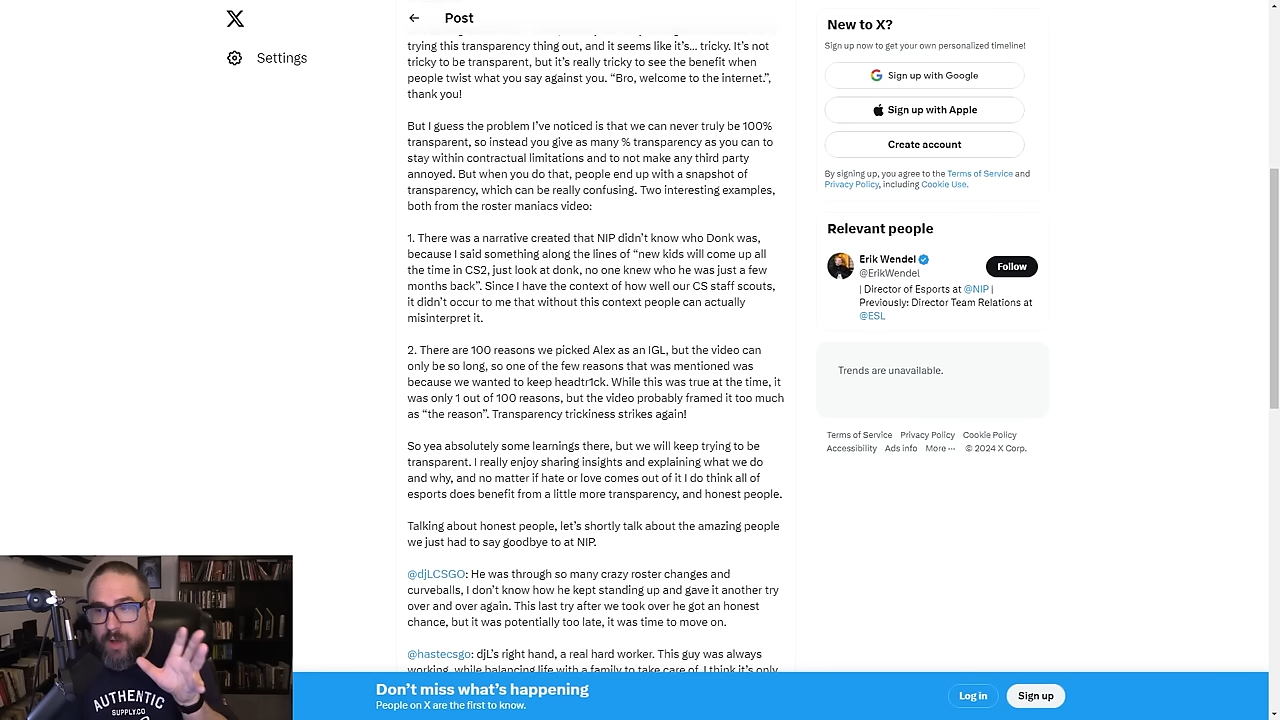 Post
Settings
trying this transparency thing out, and it seems like it's... tricky. It's not
tricky to be transparent, but it's really tricky to see the benefit when
people twist what you say against you. “Bro, welcome to the internet.”,
thank you!
But I guess the problem I've noticed is that we can never truly be 100%
transparent, so instead you give as many % transparency as you can to
stay within contractual limitations and to not make any third party
annoyed. But when you do that, people end up with a snapshot of
transparency, which can be really confusing. Two interesting examples,
both from the roster maniacs video:
1. There was a narrative created that NIP didn't know who Donk was,
because I said something along the lines of “new kids will come up all
the time in CS2, just look at donk, no one knew who he was just a few
months back”. Since I have the context of how well our CS staff scouts,
it didn't occur to me that without this context people can actually
misinterpret it.
2. There are 100 reasons we picked Alex as an IGL, but the video can
only be so long, so one of the few reasons that was mentioned was
because we wanted to keep headtr1ck. While this was true at the time, it
was only 1 out of 100 reasons, but the video probably framed it too much
as “the reason”. Transparency trickiness strikes again!
So yea absolutely some learnings there, but we will keep trying to be
transparent. I really enjoy sharing insights and explaining what we do
and why, and no matter if hate or love comes out of it I do think all of
esports does benefit from a little more transparency, and honest people.
Talking about honest people, let's shortly talk about the amazing people
we just had to say goodbye to at NIP.
@djLCSGO: He was through so many crazy roster changes and
curveballs, I don't know how he kept standing up and gave it another try
over and over again. This last try after we took over he got an honest
chance, but it was potentially too late, it was time to move on.
@hastecsgo: djL's right hand, a real hard worker. This guy was always
working, while balancing life with a family to take care of. I think it's only
New to X?
Sign up now to get your own personalized timeline!
Sign up with Google
Sign up with Apple
Create account
By signing up, you agree to the Terms of Service and
Privacy Policy, including Cookie Use.
Relevant people
Erik Wendel
@ErikWendel
Follow
| Director of Esports at @NIP |
Previously: Director Team Relations at
@ESL
Trends are unavailable.
Terms of Service Privacy Policy Cookie Policy
Accessibility Ads info More ··· © 2024 X Corp.
AUTHENTIC
SUPPLY.CO
Don't miss what's happening
People on X are the first to know.
Log in
Sign up